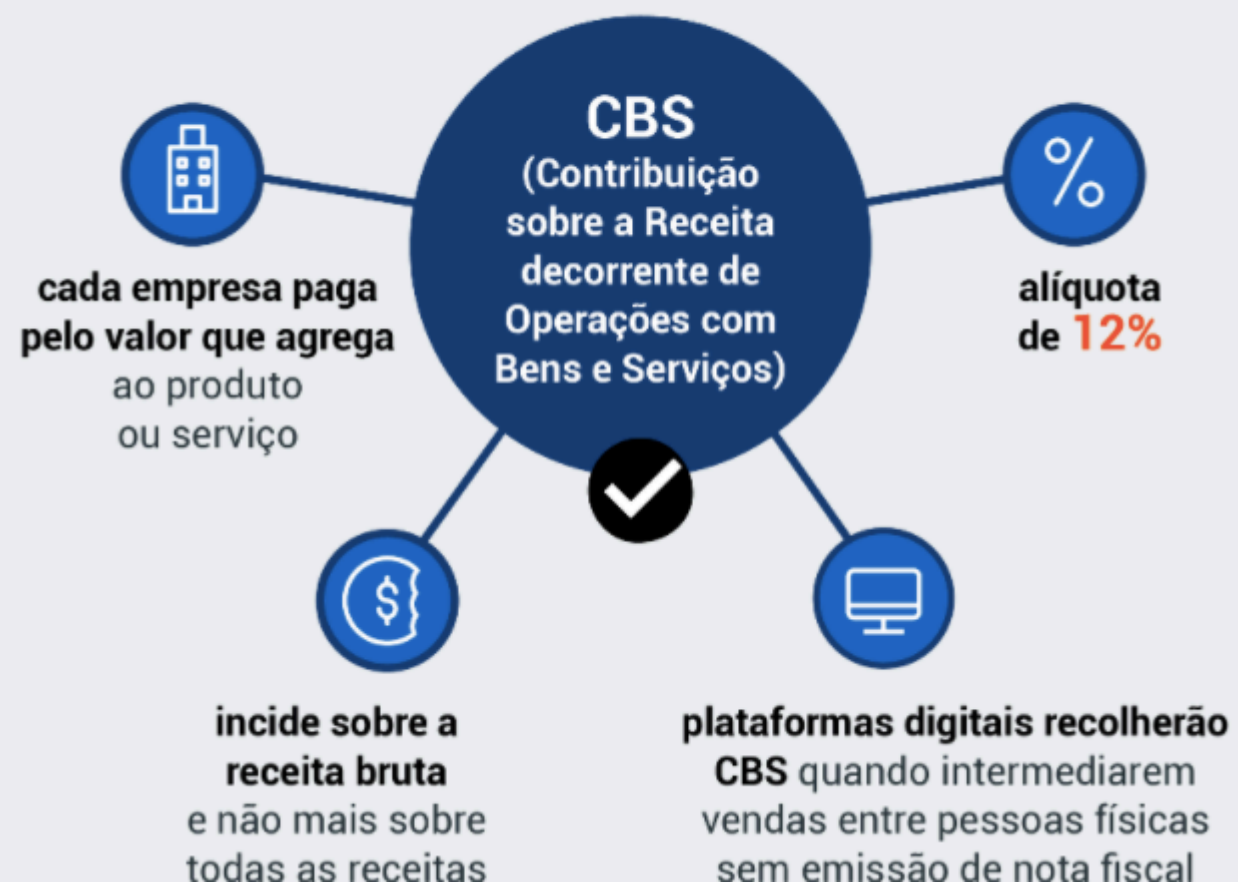 CBS
(Contribuição
sobre a Receita
decorrente de
Operações com
Bens e Serviços)
cada empresa paga
pelo valor que agrega
ao produto
ou serviço
%
alíquota
de 12%
$
incide sobre a
receita bruta
e não mais sobre
todas as receitas
plataformas digitais recolherão
CBS quando intermediarem
vendas entre pessoas físicas
sem emissão de nota fiscal